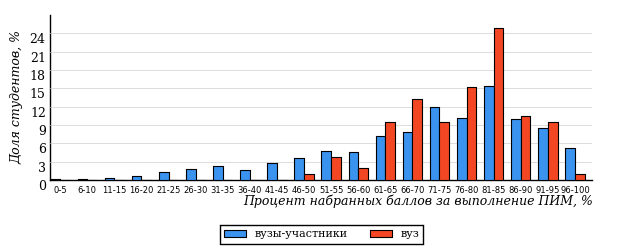 Доля студентов, %
24
21
18
15
12
9
6
3
0
0-5 6-10 11-15 16-20 21-25 26-30 31-35 36-40 41-45 46-50 51-55 56-60 61-65 66-70 71-75 76-80 81-85 86-90 91-95 96-100
Процент набранных баллов за выполнение ПИМ, %
вузы-участники вуз